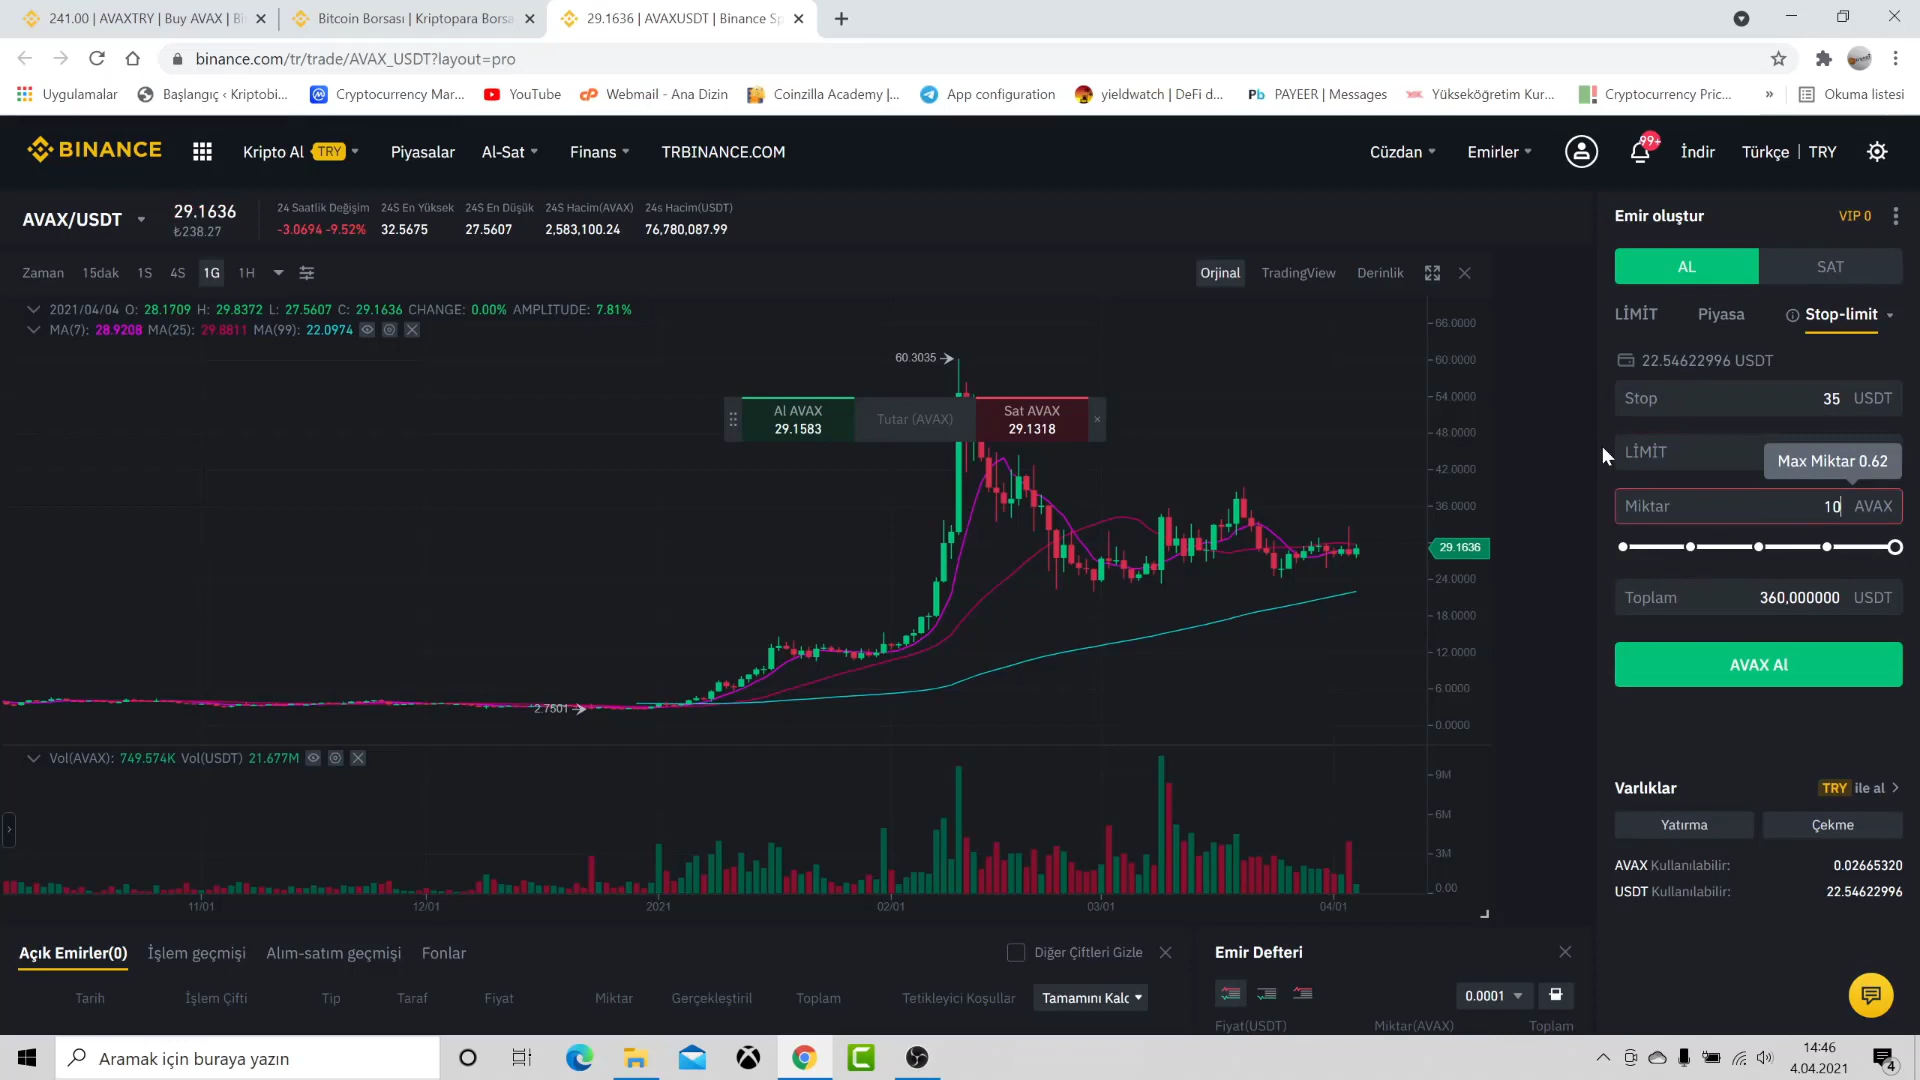 241.00 | AVAXTRY | Buy AVAX | Bi
Bitcoin Borsası | Kriptopara Borsa
29.1636 | AVAXUSDT | Binance Sp
binance.com/tr/trade/AVAX_USDT?layout=pro
Uygulamalar
Başlangıç ‹ Kriptobi...
Cryptocurrency Mar...
YouTube
cP Webmail - Ana Dizin
Coinzilla Academy |...
App configuration
yieldwatch | DeFi d...
Pb PAYEER | Messages
Yükseköğretim Kur...
Cryptocurrency Pric...
»
Okuma listesi
BINANCE
Kripto Al TRY
Piyasalar
Al-Sat
Finans
TRBINANCE.COM
Cüzdan
Emirler
99+
İndir
Türkçe | TRY
AVAX/USDT
29.1636
₺238.27
24 Saatlik Değişim
-3.0694 -9.52%
24S En Yüksek
32.5675
24S En Düşük
27.5607
24S Hacim(AVAX)
2,583,100.24
24s Hacim(USDT)
76,780,087.99
Zaman 15dak 1S 4S 1G 1H
Orjinal TradingView Derinlik
2021/04/04 O: 28.1709 H: 29.8372 L: 27.5607 C: 29.1636 CHANGE: 0.00% AMPLITUDE: 7.81%
MA(7): 28.9208 MA(25): 29.8811 MA(99): 22.0974
66.0000
60.0000
54.0000
48.0000
42.0000
36.0000
29.1636
24.0000
18.0000
12.0000
6.0000
0.0000
60.3035
Al AVAX
29.1583
Tutar (AVAX)
Sat AVAX
29.1318
2.7501
Vol(AVAX): 749.574K Vol(USDT) 21.677M
9M
6M
3M
0.00
11/01 12/01 2021 02/01 03/01 04/01
Emir oluştur
VIP 0
AL
SAT
LİMİT
Piyasa
Stop-limit
22.54622996 USDT
Stop 35 USDT
LİMİT
Max Miktar 0.62
Miktar 10 AVAX
Toplam 360,000000 USDT
AVAX Al
Varlıklar
TRY ile al
Yatırma
Çekme
AVAX Kullanılabilir: 0.02665320
USDT Kullanılabilir: 22.54622996
Açık Emirler(0)
İşlem geçmişi
Alım-satım geçmişi
Fonlar
Diğer Çiftleri Gizle
Tarih İşlem Çifti Tip Taraf Fiyat Miktar Gerçekleştiril Toplam Tetikleyici Koşullar
Tamamını Kalc
Emir Defteri
0.0001
Fiyat(USDT) Miktar(AVAX) Toplam
Aramak için buraya yazın
14:46
4.04.2021
4